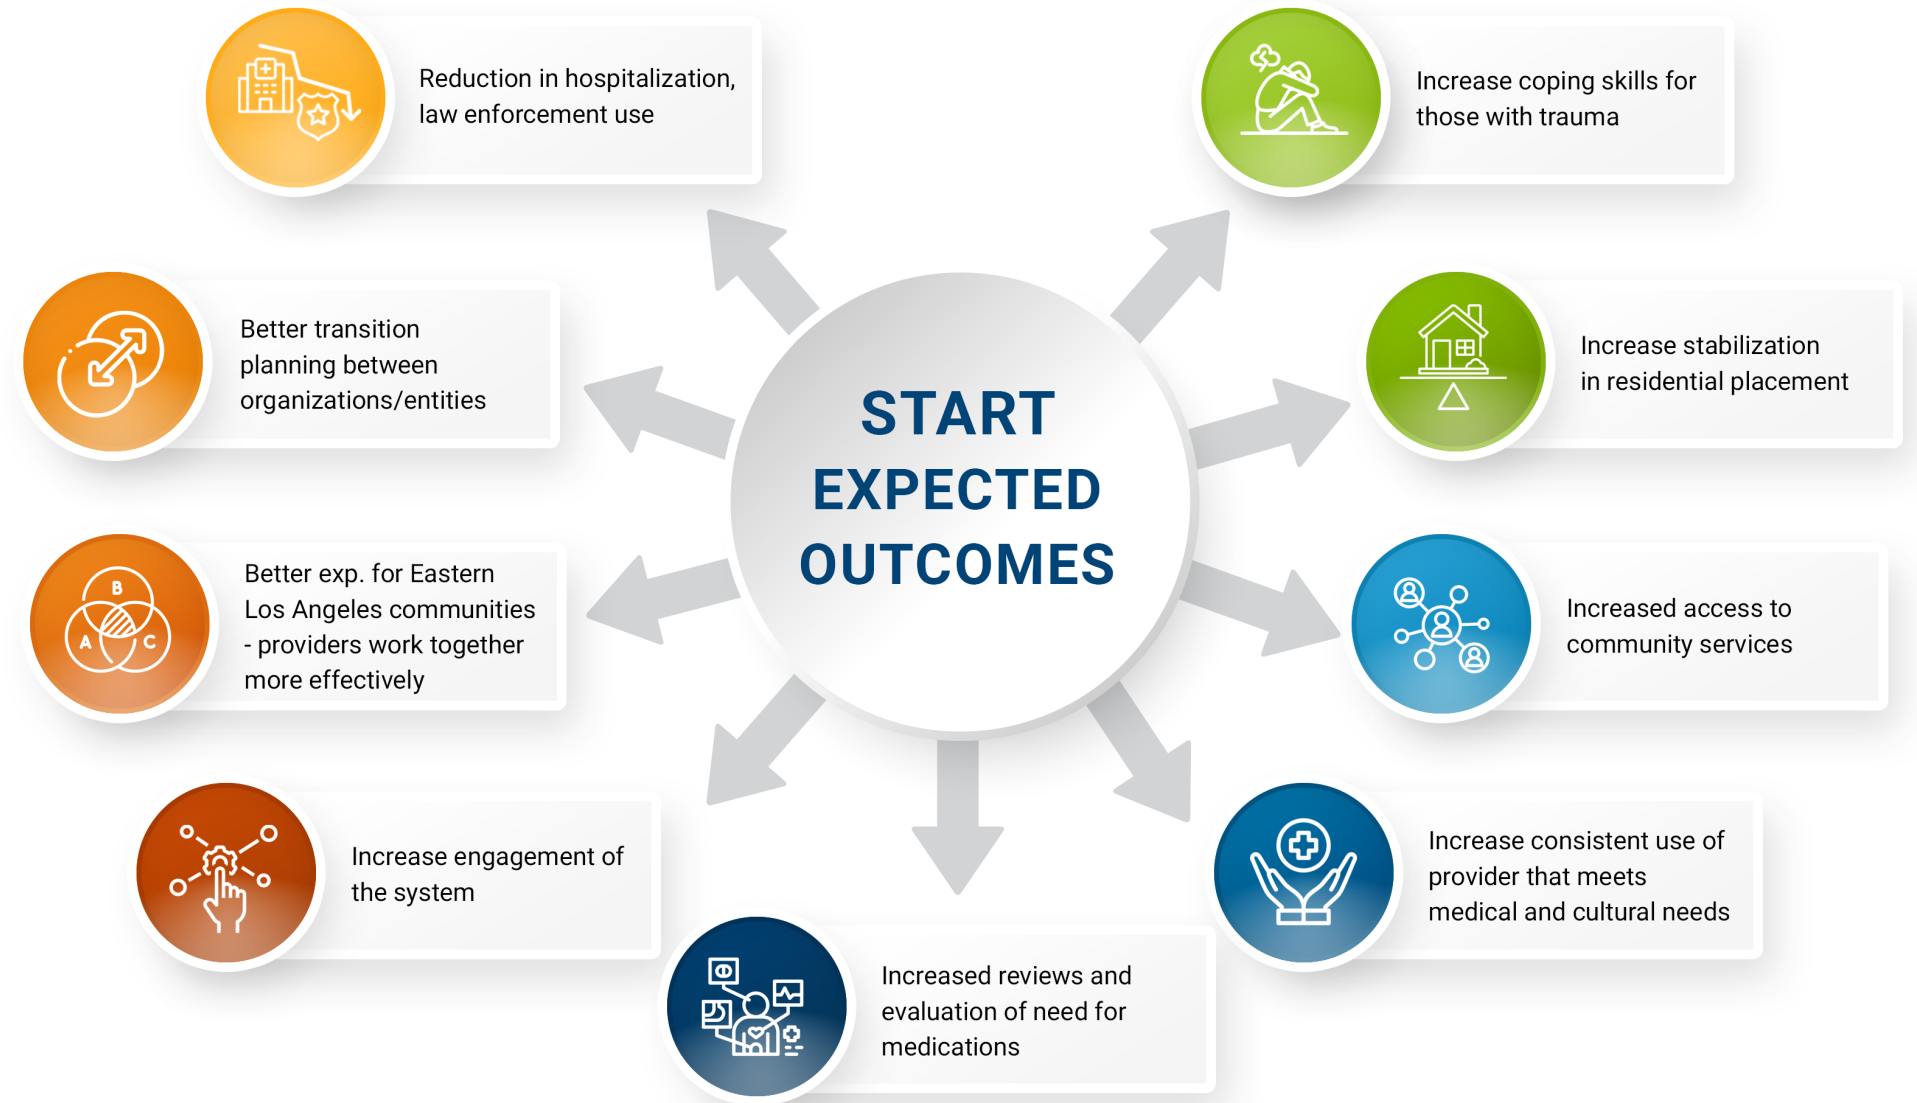 Reduction in hospitalization,
law enforcement use
Increase coping skills for
those with trauma
Better transition
planning between
organizations/entities
START
EXPECTED
OUTCOMES
Increase stabilization
in residential placement
Better exp. for Eastern
Los Angeles communities
- providers work together
more effectively
B
A
C
Increased access to
community services
Increase engagement of
the system
Increase consistent use of
provider that meets
medical and cultural needs
Increased reviews and
evaluation of need for
medications